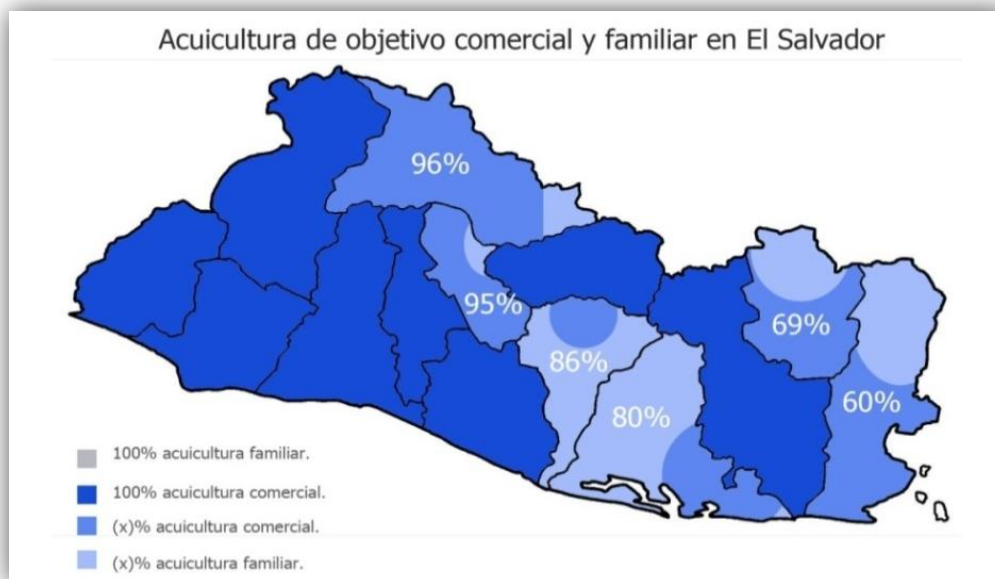 Acuicultura de objetivo comercial y familiar en El Salvador
96%
95%
69%
86%
60%
80%
100% acuicultura familiar.
100% acuicultura comercial.
(x)% acuicultura comercial.
(x)% acuicultura familiar.